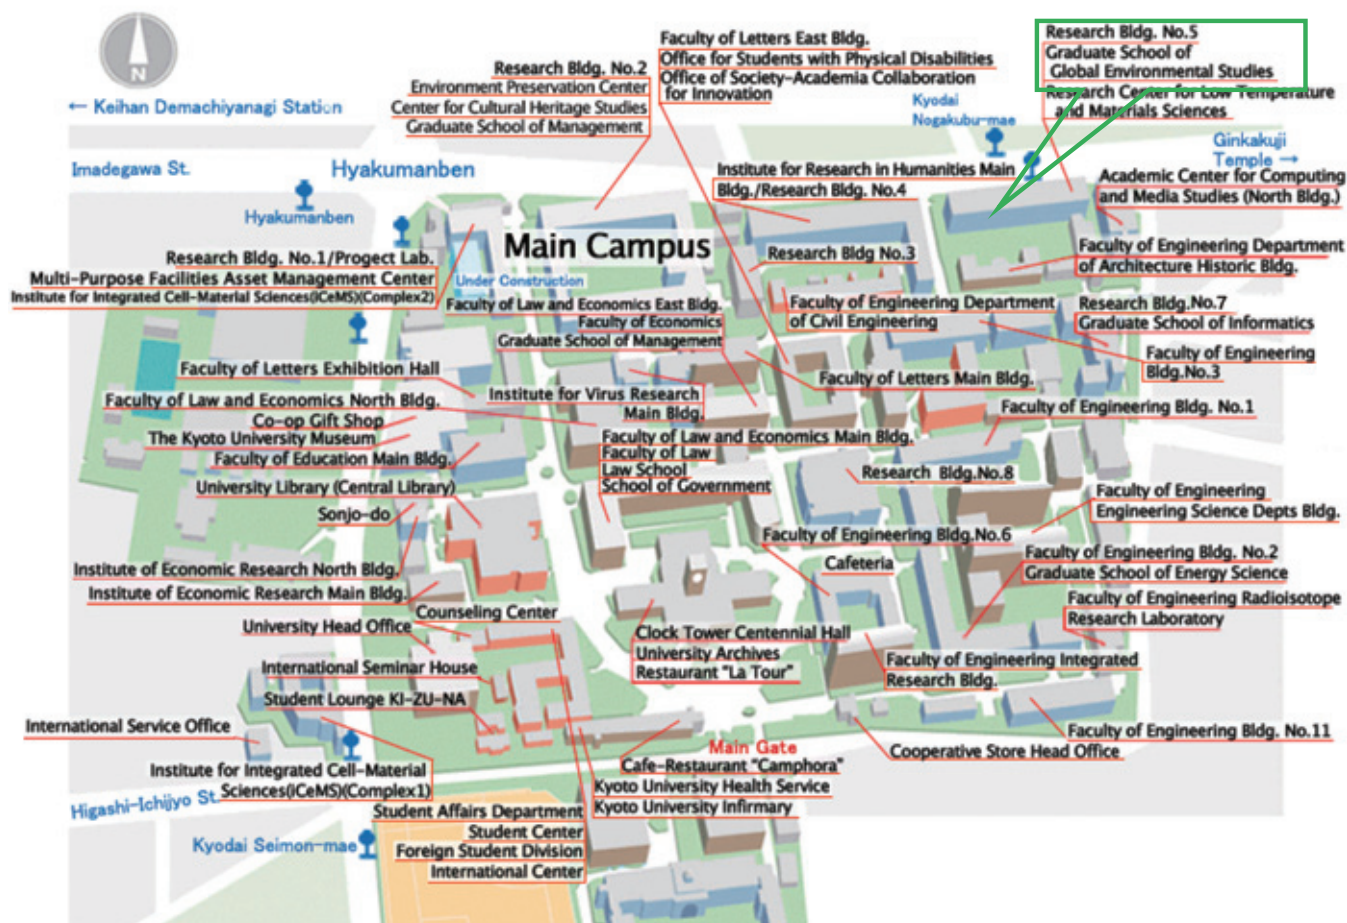 N
← Keihan Demachiyanagi Station
Imadegawa St.
Hyakumanben
Hyakumanben
Research Bldg. No.2
Environment Preservation Center
Center for Cultural Heritage Studies
Graduate School of Management
Faculty of Letters East Bldg.
Office for Students with Physical Disabilities
Office of Society-Academia Collaboration
for Innovation
Kyodai
Nogakubu-mae
Research Bldg. No.5
Graduate School of
Global Environmental Studies
Research Center for Low Temperature
and Materials Sciences
Ginkakuji
Temple →
Institute for Research in Humanities Main
Bldg./Research Bldg. No.4
Academic Center for Computing
and Media Studies (North Bldg.)
Main Campus
Research Bldg. No.1/Progect Lab.
Multi-Purpose Facilities Asset Management Center
Institute for Integrated Cell-Material Sciences(iCeMS)(Complex2)
Under Construction
Research Bldg No.3
Faculty of Engineering Department
of Architecture Historic Bldg.
Faculty of Law and Economics East Bldg.
Faculty of Economics
Graduate School of Management
Faculty of Engineering Department
of Civil Engineering
Research Bldg.No.7
Graduate School of Informatics
Faculty of Engineering
Bldg.No.3
Faculty of Letters Exhibition Hall
Faculty of Letters Main Bldg.
Institute for Virus Research
Main Bldg.
Faculty of Law and Economics North Bldg.
Co-op Gift Shop
The Kyoto University Museum
Faculty of Education Main Bldg.
Faculty of Engineering Bldg. No.1
Faculty of Law and Economics Main Bldg.
Faculty of Law
Law School
School of Government
Research Bldg.No.8
University Library (Central Library)
Sonjo-do
Faculty of Engineering
Engineering Science Depts Bldg.
Faculty of Engineering Bldg.No.6
Cafeteria
Faculty of Engineering Bldg. No.2
Graduate School of Energy Science
Institute of Economic Research North Bldg.
Institute of Economic Research Main Bldg.
Faculty of Engineering Radioisotope
Research Laboratory
Counseling Center
University Head Office
Clock Tower Centennial Hall
University Archives
Restaurant "La Tour"
Faculty of Engineering Integrated
Research Bldg.
International Seminar House
Student Lounge KI-ZU-NA
International Service Office
Faculty of Engineering Bldg. No.11
Cooperative Store Head Office
Main Gate
Cafe-Restaurant "Camphora"
Institute for Integrated Cell-Material
Sciences(iCeMS)(Complex1)
Kyoto University Health Service
Kyoto University Infirmary
Higashi-Ichijyo St.
Student Affairs Department
Student Center
Foreign Student Division
International Center
Kyodai Seimon-mae